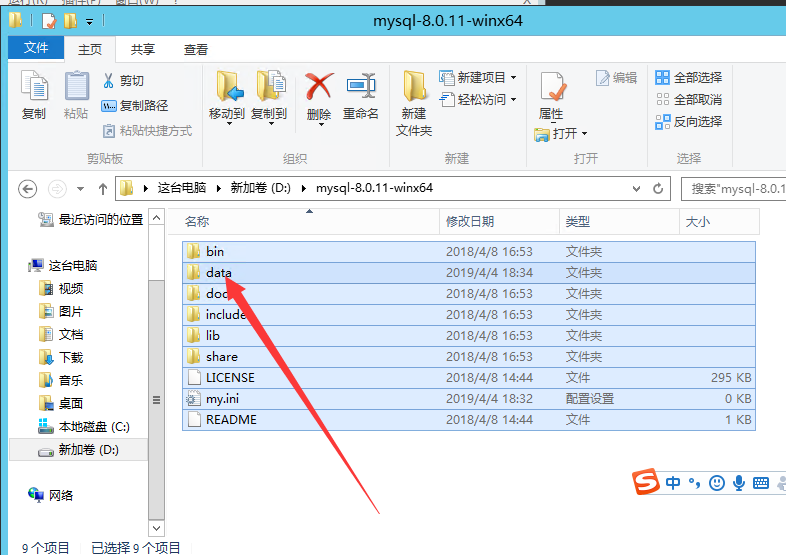 mysql-8.0.11-winx64
文件 主页 共享 查看
复制 粘贴 剪切 复制路径 粘贴快捷方式
移动到 复制到 删除 重命名
新建文件夹 新建项目 轻松访问
属性 打开 编辑
全部选择 全部取消 反向选择
剪贴板 组织 新建 打开 选择
这台电脑 新加卷 (D:) mysql-8.0.11-winx64
搜索"mysql-8.0.1
最近访问的位置
这台电脑
视频
图片
文档
下载
音乐
桌面
本地磁盘 (C:)
新加卷 (D:)
网络
名称 修改日期 类型 大小
bin 2018/4/8 16:53 文件夹
data 2019/4/4 18:34 文件夹
doc 2018/4/8 16:53 文件夹
include 2018/4/8 16:53 文件夹
lib 2018/4/8 16:53 文件夹
share 2018/4/8 16:53 文件夹
LICENSE 2018/4/8 14:44 文件 295 KB
my.ini 2019/4/4 18:32 配置设置 0 KB
README 2018/4/8 14:44 文件 1 KB
S 中
9 个项目 已选择 9 个项目